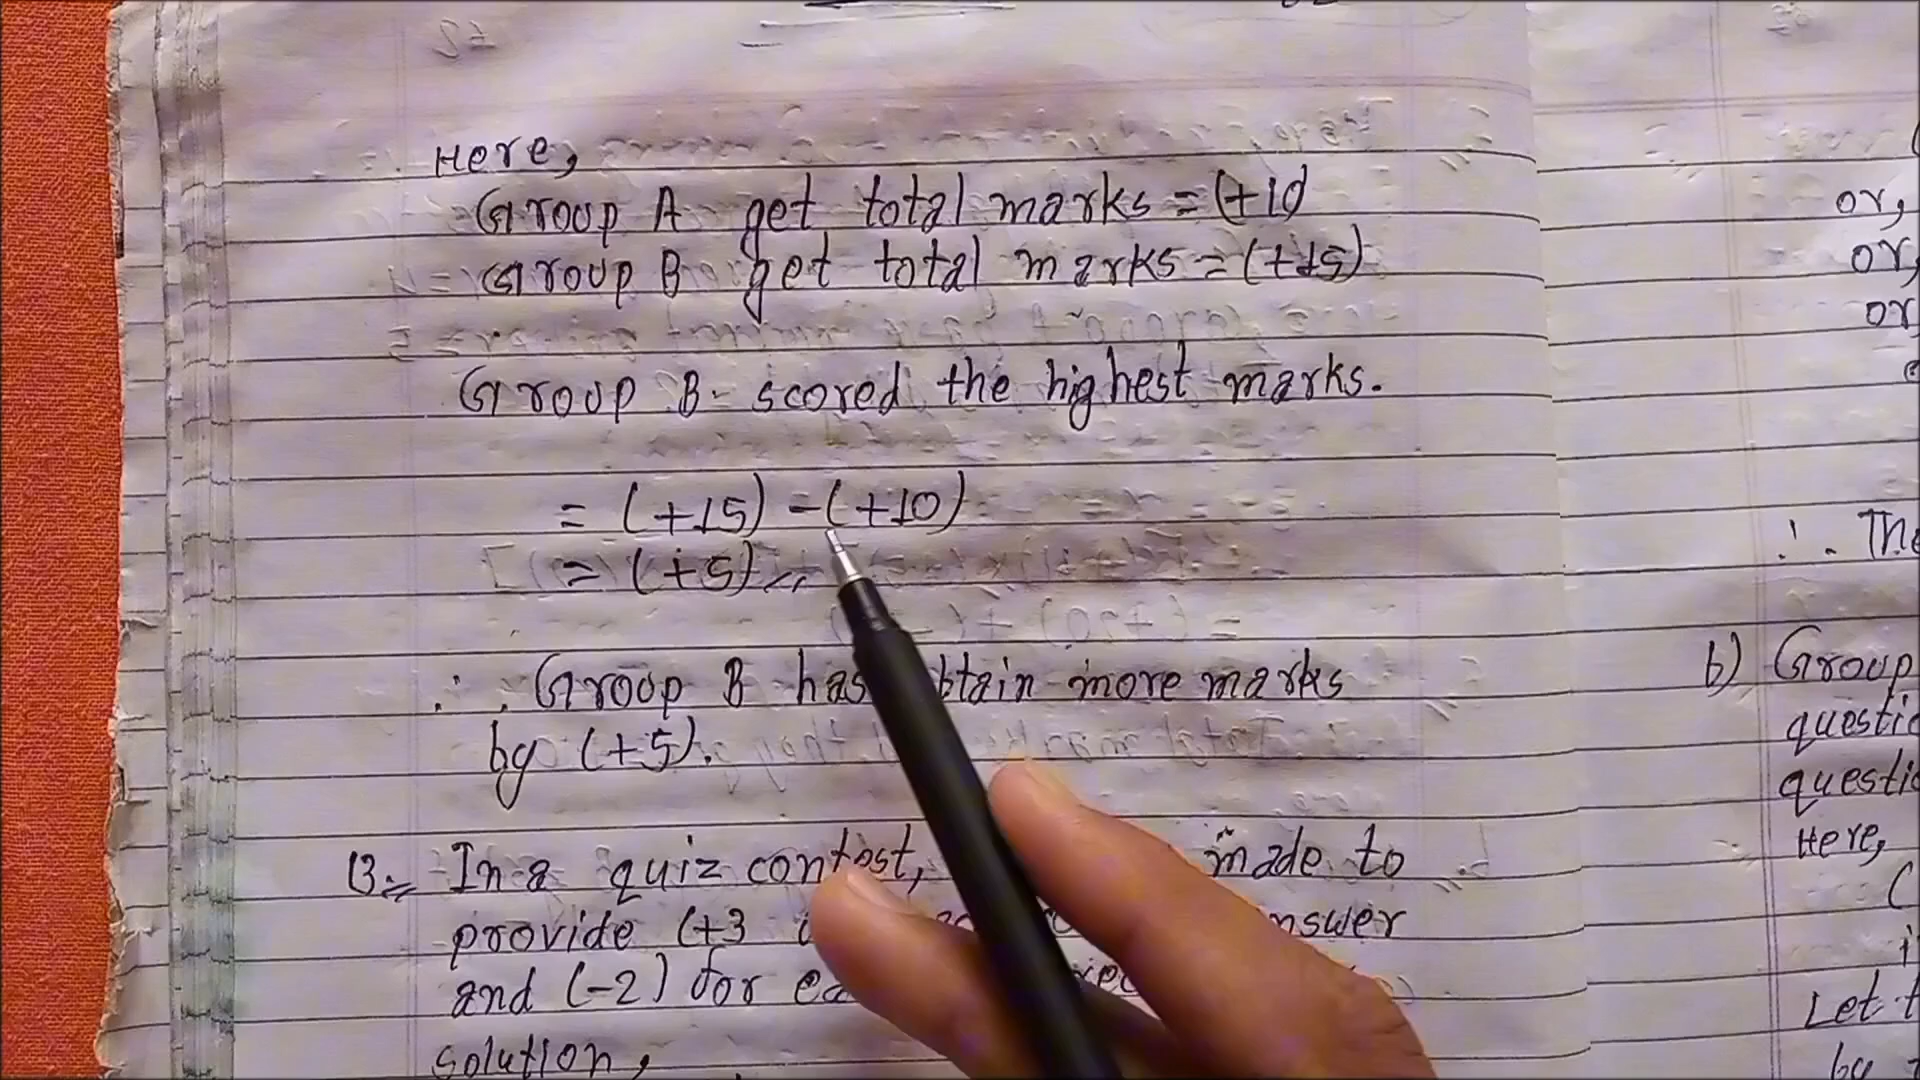 Here,
Group A get total marks = (+10
Group B get total marks = (+15)
Group B scored the highest marks.
= (+15) - (+10)
= (+5)
∴ Group B has obtain more marks
by (+5).
13. In a quiz contest, made to
provide (+3 answer
and (-2) for
solution,
or,
or,
or
∴ The
b) Group
questio
questio
Here,
(
Let t
by